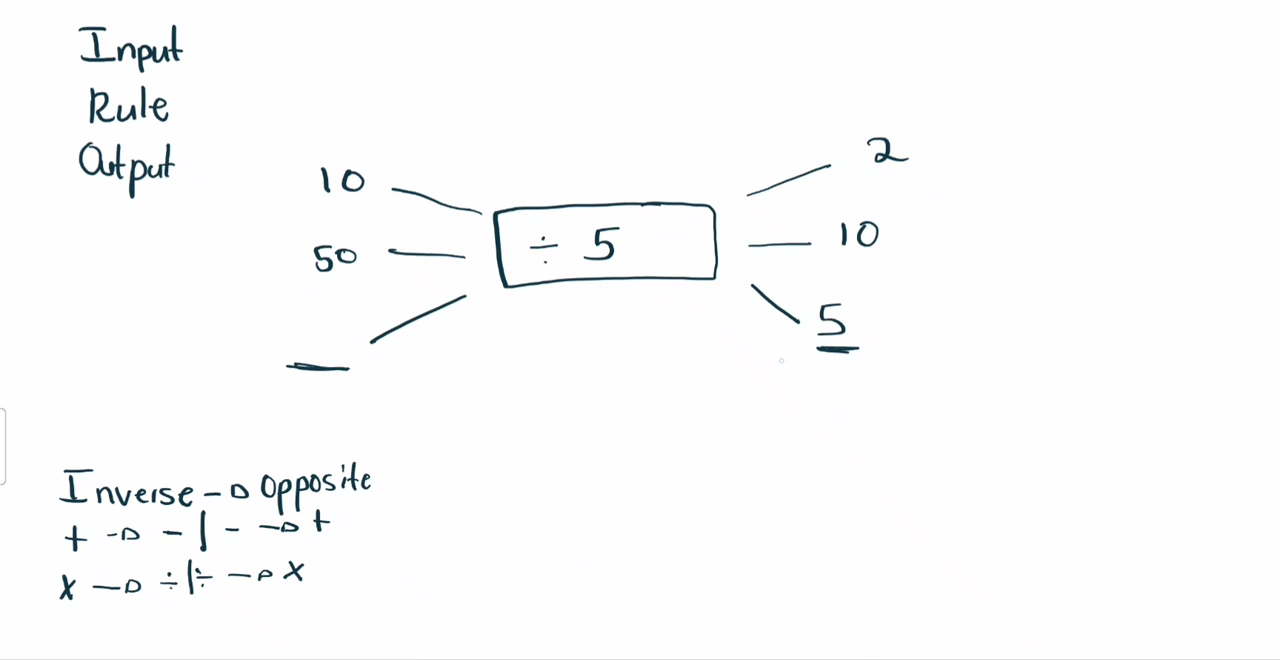 Input
Rule
Output
10
50
÷ 5
2
10
5
Inverse → Opposite
+ → - | - → +
x → ÷ | ÷ → x